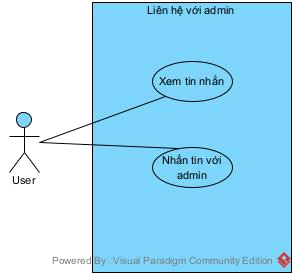 Liên hệ với admin
Xem tin nhắn
Nhắn tin với
admin
User
Powered By Visual Paradigm Community Edition